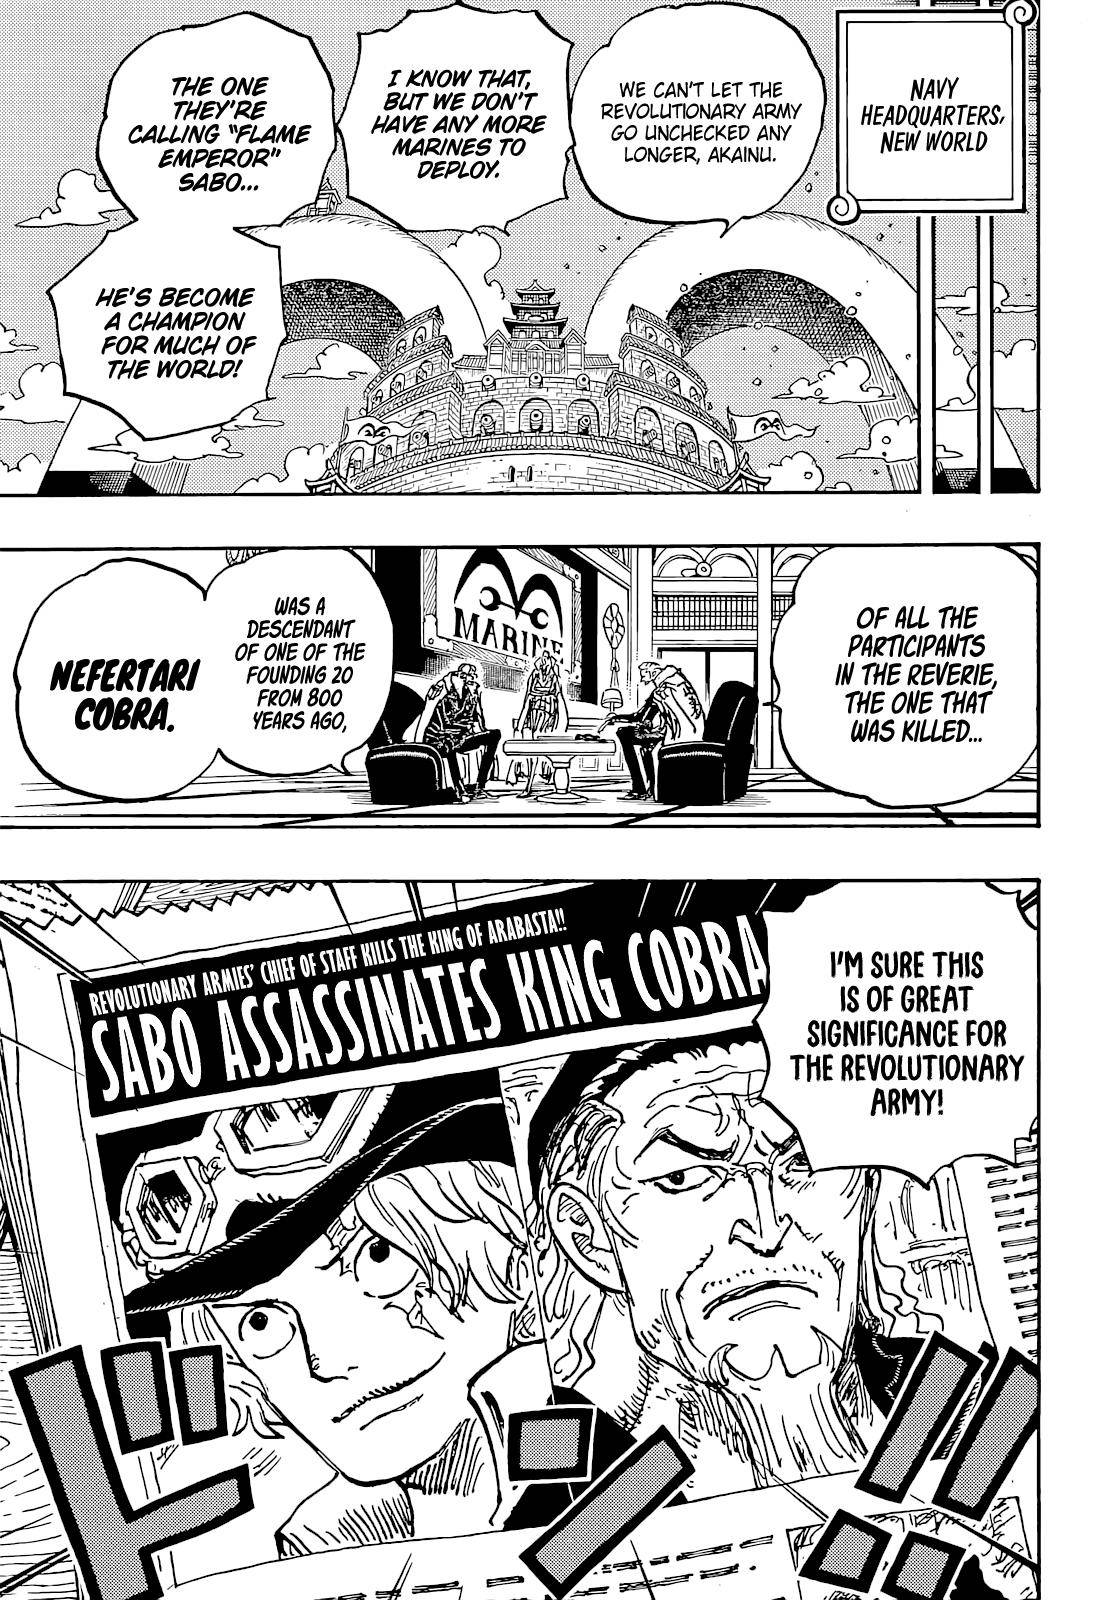 NAVY
HEADQUARTERS,
NEW WORLD
WE CAN'T LET THE
REVOLUTIONARY ARMY
GO UNCHECKED ANY
LONGER, AKAINU.
I KNOW THAT,
BUT WE DON'T
HAVE ANY MORE
MARINES TO
DEPLOY.
THE ONE
THEY'RE
CALLING "FLAME
EMPEROR"
SABO...
HE'S BECOME
A CHAMPION
FOR MUCH OF
THE WORLD!
OF ALL THE
PARTICIPANTS
IN THE REVERIE,
THE ONE THAT
WAS KILLED...
MARINE
WAS A
DESCENDANT
OF ONE OF THE
FOUNDING 20
FROM 800
YEARS AGO,
NEFERTARI
COBRA.
I'M SURE THIS
IS OF GREAT
SIGNIFICANCE FOR
THE REVOLUTIONARY
ARMY!
REVOLUTIONARY ARMIES' CHIEF OF STAFF KILLS THE KING OF ARABASTA!!
SABO ASSASSINATES KING COBRA
ドン!!